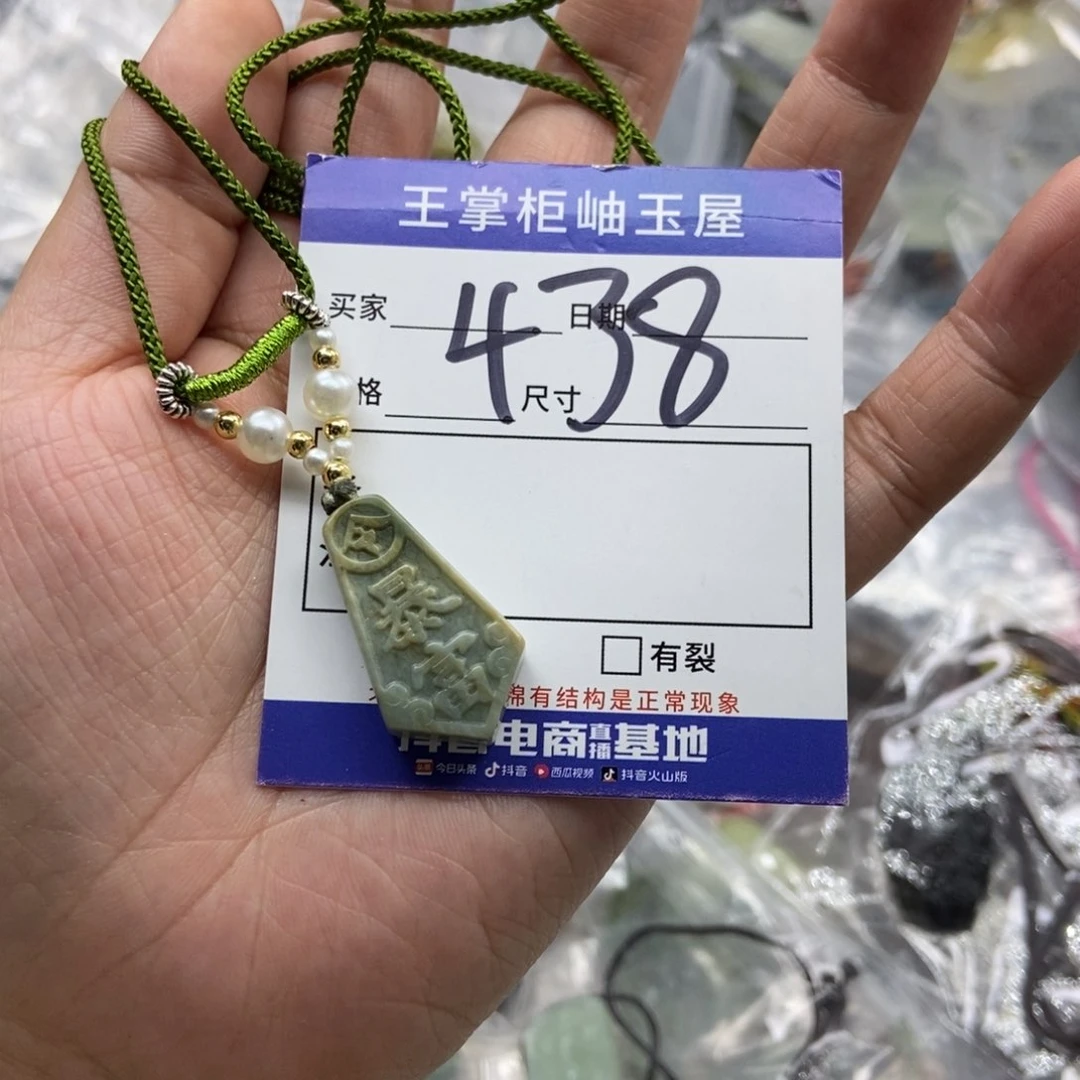 王掌柜岫玉屋
买家 日期
438
格 尺寸
暴富
有裂
棉有结构是正常现象
抖音电商直播基地
今日头条 抖音 西瓜视频 抖音火山版